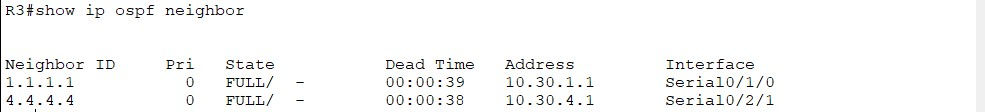 R3#show ip ospf neighbor
Neighbor ID     Pri   State           Dead Time   Address         Interface
1.1.1.1           0   FULL/  -        00:00:39    10.30.1.1       Serial0/1/0
4.4.4.4           0   FULL/  -        00:00:38    10.30.4.1       Serial0/2/1